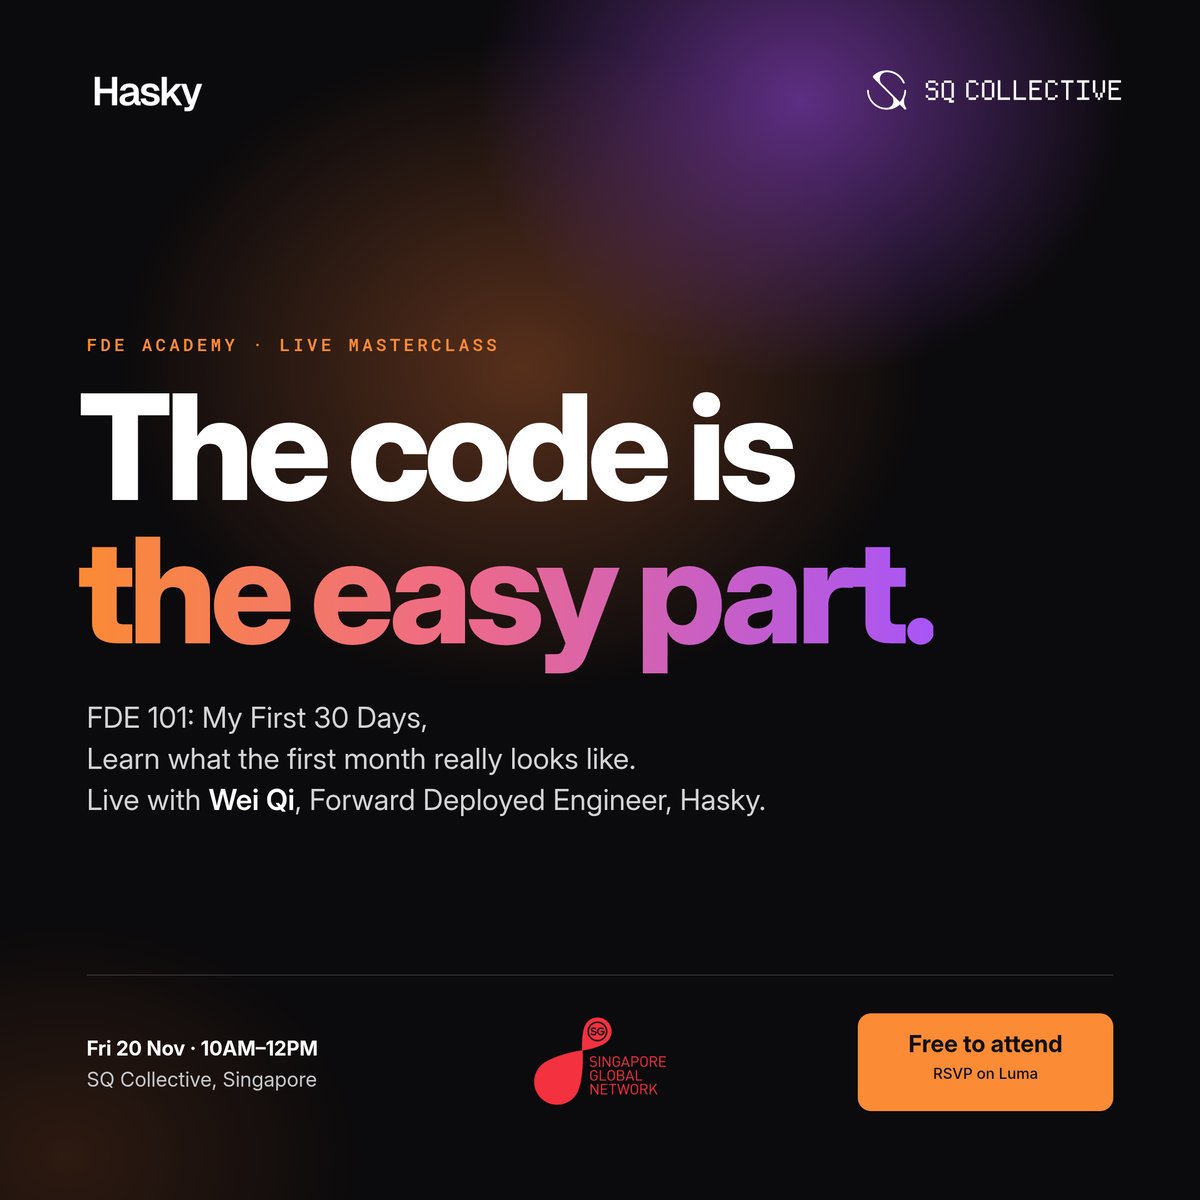 Hasky
SQ COLLECTIVE
FDE ACADEMY · LIVE MASTERCLASS
The code is
the easy part.
FDE 101: My First 30 Days,
Learn what the first month really looks like.
Live with Wei Qi, Forward Deployed Engineer, Hasky.
Fri 20 Nov · 10AM–12PM
SQ Collective, Singapore
SG
SINGAPORE
GLOBAL
NETWORK
Free to attend
RSVP on Luma